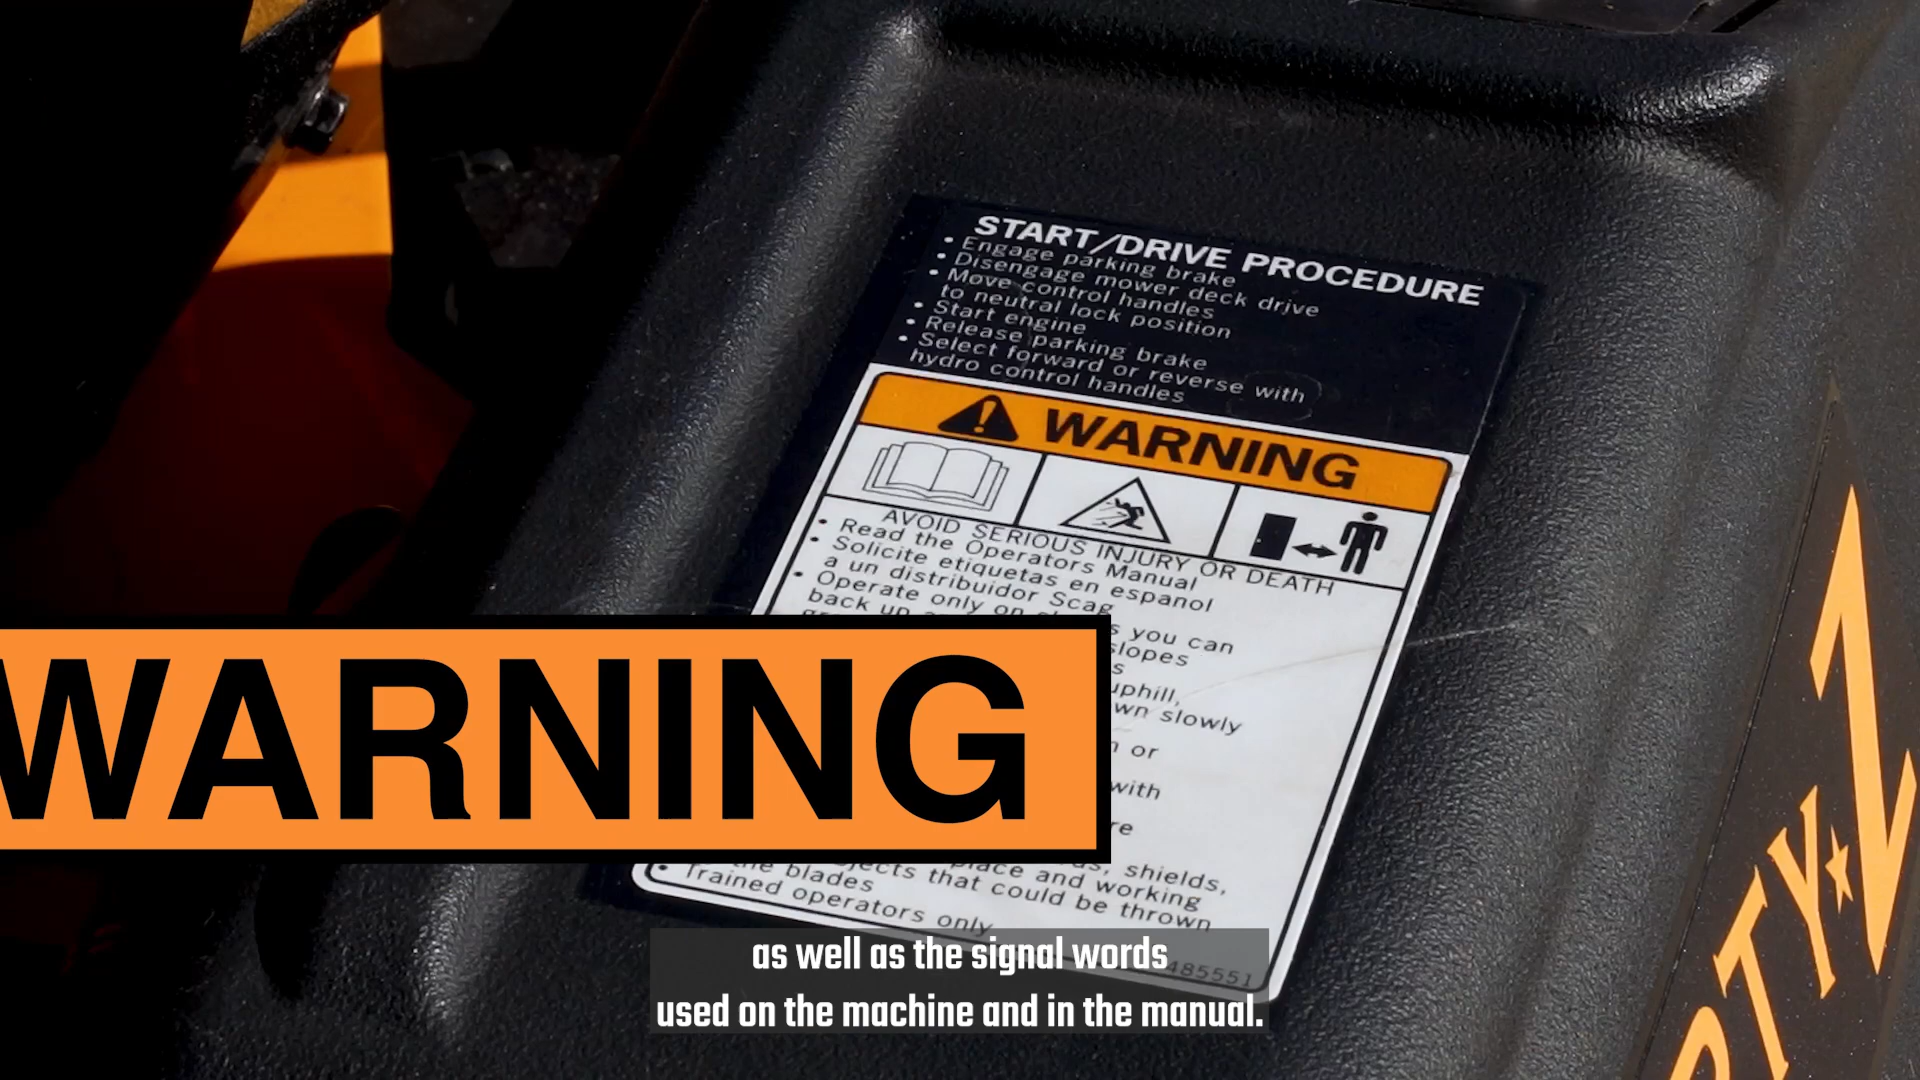 START/DRIVE PROCEDURE
• Engage parking brake
• Disengage mower deck drive
• Move control handles
to neutral lock position
• Start engine
• Release parking brake
• Select forward or reverse with
hydro control handles
WARNING
AVOID SERIOUS INJURY OR DEATH
• Read the Operators Manual
• Solicite etiquetas en espanol
a un distribuidor Scag
• Operate only on
you can
back up
slopes
uphill,
slowly
or
with
WARNING
shields,
place and working
that could be thrown
the blades
• Trained operators only
485551
as well as the signal words
used on the machine and in the manual.
TY★Z